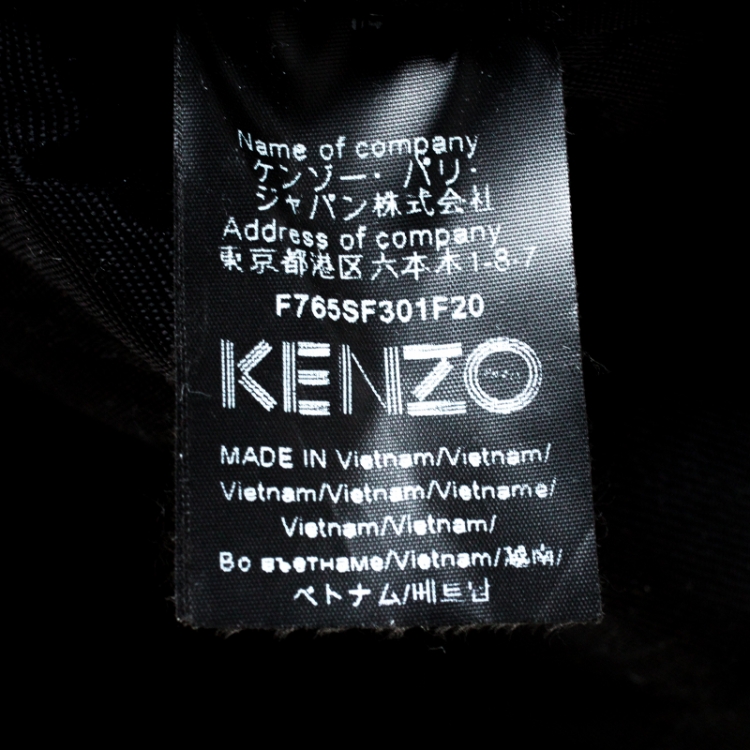 Name of company
ケンゾー・パリ・
ジャパン株式会社
Address of company
東京都港区六本木1-8-7
F765SF301F20
KENZO
MADE IN Vietnam/Vietnam/
Vietnam/Vietnam/Vietname/
Vietnam/Vietnam/
Во вьетнаме/Vietnam/越南/
ベトナム/베트남